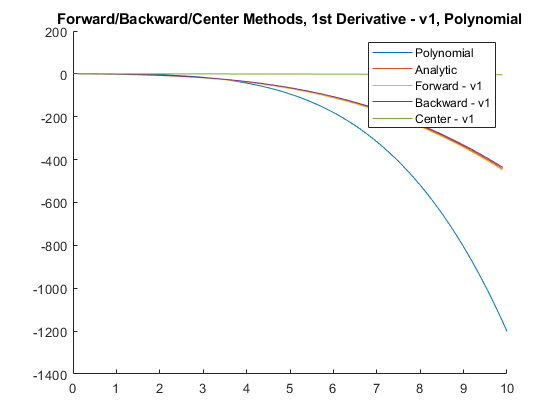 Forward/Backward/Center Methods, 1st Derivative - v1, Polynomial
200
0
-200
-400
-600
-800
-1000
-1200
-1400
0 1 2 3 4 5 6 7 8 9 10
Polynomial
Analytic
Forward - v1
Backward - v1
Center - v1